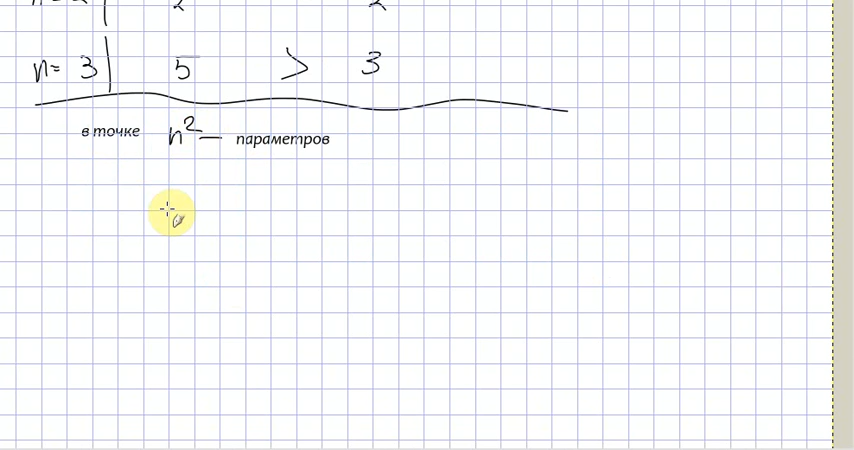 n= 3 | 5 > 3
в точке n² — параметров